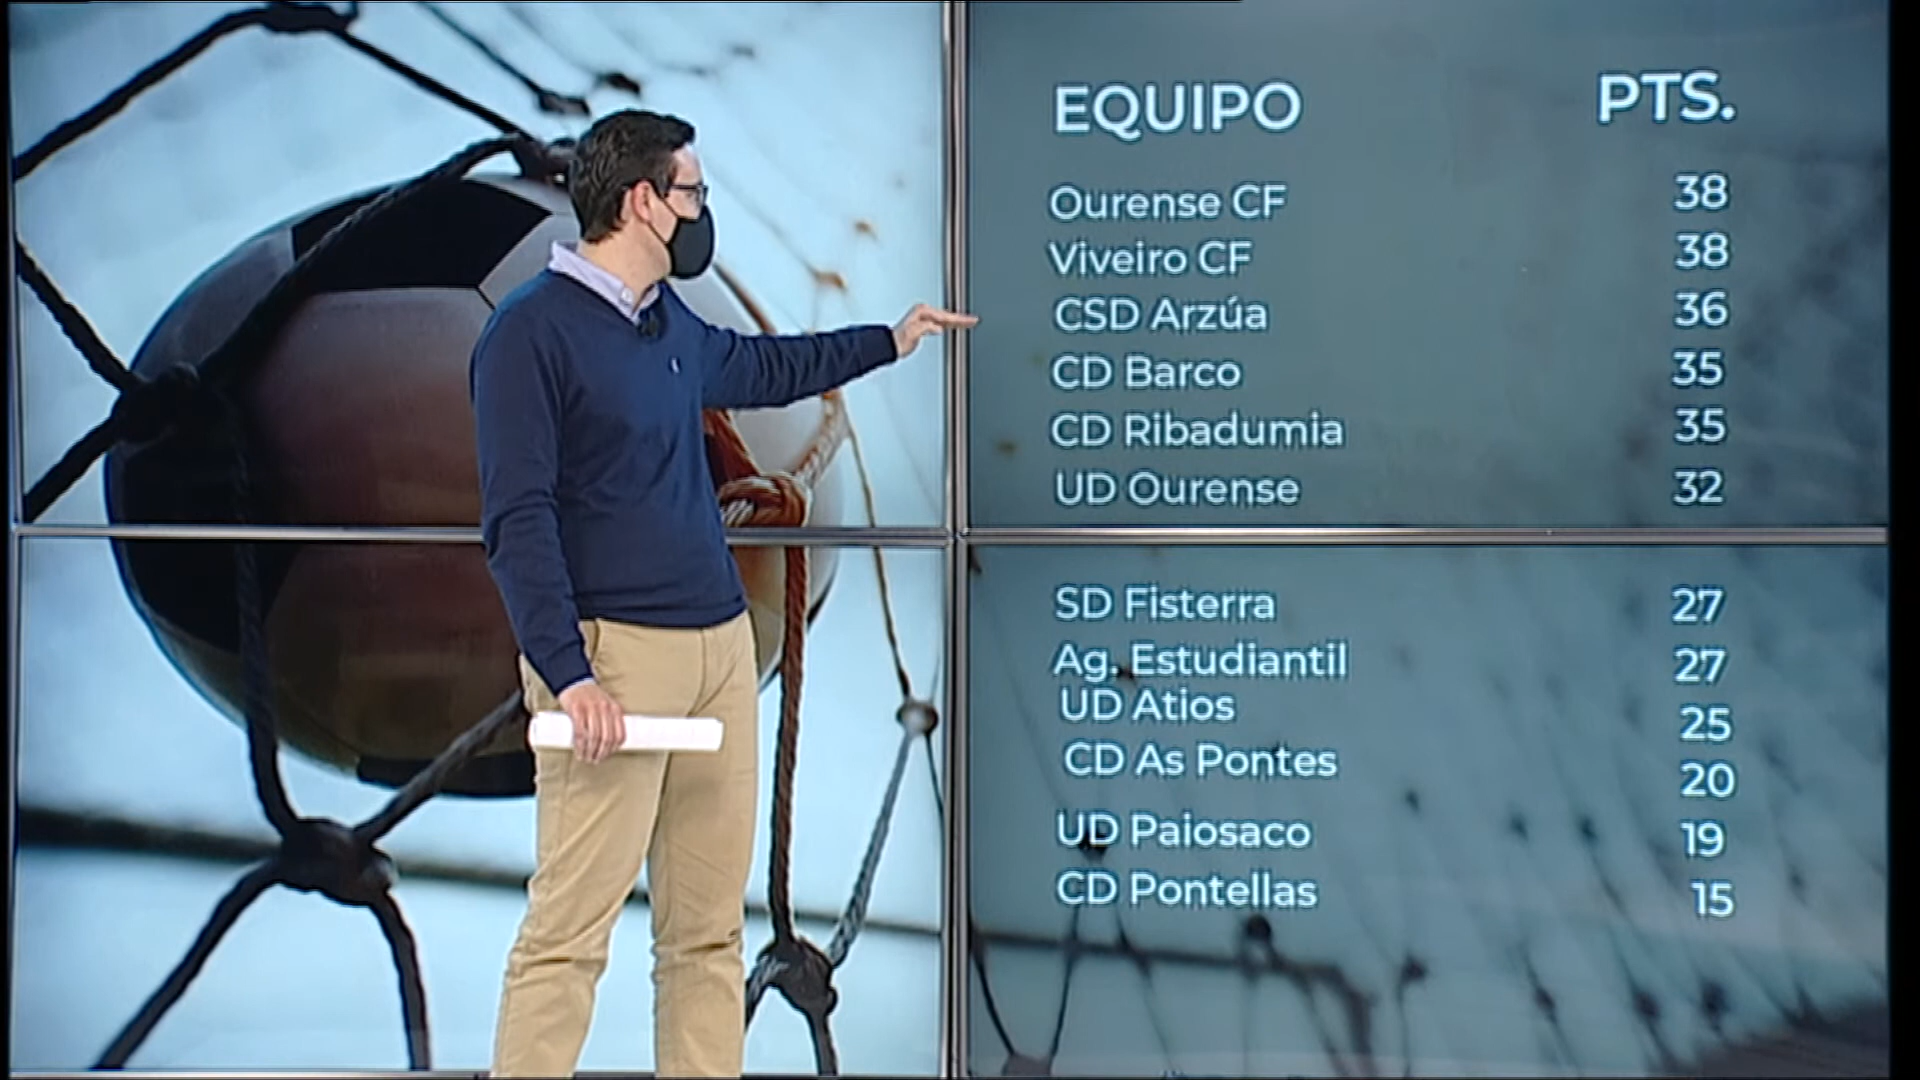 EQUIPO PTS.
Ourense CF 38
Viveiro CF 38
CSD Arzúa 36
CD Barco 35
CD Ribadumia 35
UD Ourense 32
SD Fisterra 27
Ag. Estudiantil 27
UD Atios 25
CD As Pontes 20
UD Paiosaco 19
CD Pontellas 15